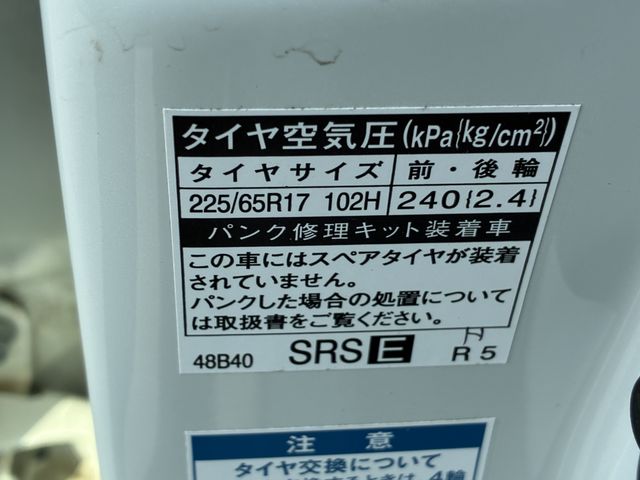 タイヤ空気圧(kPa{kg/cm²})
タイヤサイズ 前・後輪
225/65R17 102H 240{2.4}
パンク修理キット装着車
この車にはスペアタイヤが装着
されていません。
パンクした場合の処置について
は取扱書をご覧ください。
48B40 SRS E R 5
注意
タイヤ交換について